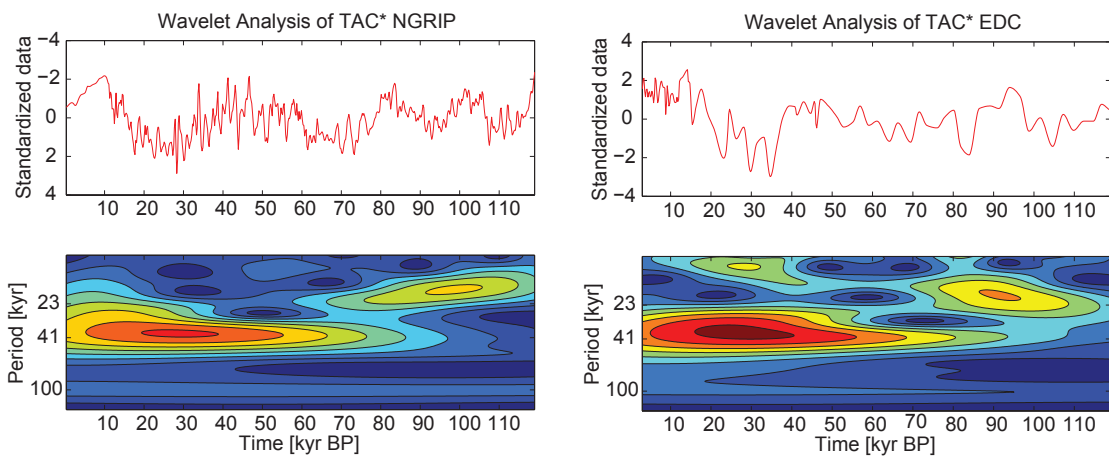 Wavelet Analysis of TAC* NGRIP
Standardized data
−4
−2
0
2
4
10 20 30 40 50 60 70 80 90 100 110
Period [kyr]
23
41
100
10 20 30 40 50 60 70 80 90 100 110
Time [kyr BP]
Wavelet Analysis of TAC* EDC
Standardized data
4
2
0
−2
−4
10 20 30 40 50 60 70 80 90 100 110
Period [kyr]
23
41
100
10 20 30 40 50 60 70 80 90 100 110
Time [kyr BP]